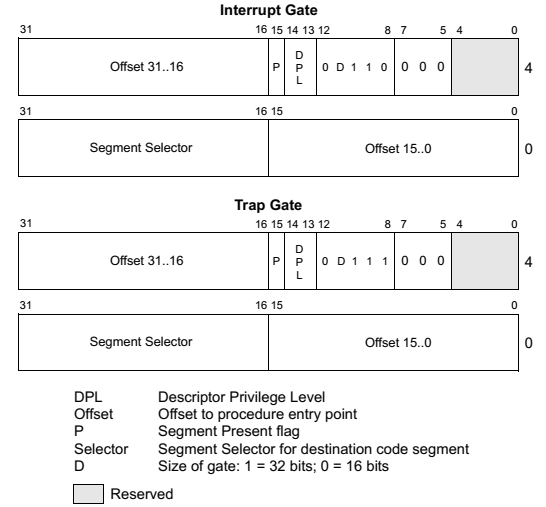 Interrupt Gate
31 16 15 14 13 12 8 7 5 4 0
Offset 31..16 P DPL 0 D 1 1 0 0 0 0 4
31 16 15 0
Segment Selector Offset 15..0 0
Trap Gate
31 16 15 14 13 12 8 7 5 4 0
Offset 31..16 P DPL 0 D 1 1 1 0 0 0 4
31 16 15 0
Segment Selector Offset 15..0 0
DPL Descriptor Privilege Level
Offset Offset to procedure entry point
P Segment Present flag
Selector Segment Selector for destination code segment
D Size of gate: 1 = 32 bits; 0 = 16 bits
Reserved